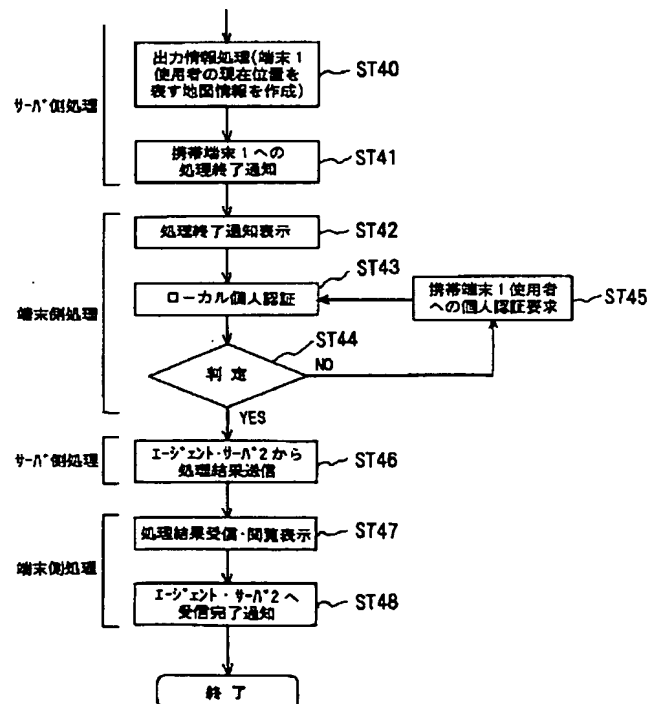 出力情報処理(端末1
使用者の現在位置を
表す地図情報を作成)
ST40
サーバ側処理
携帯端末1への
処理終了通知
ST41
処理終了通知表示
ST42
端末側処理
ローカル個人認証
ST43
携帯端末1使用者
への個人認証要求
ST45
判定
ST44
NO
YES
サーバ側処理
エージェント・サーバ2から
処理結果送信
ST46
処理結果受信・閲覧表示
ST47
端末側処理
エージェント・サーバ2へ
受信完了通知
ST48
終了